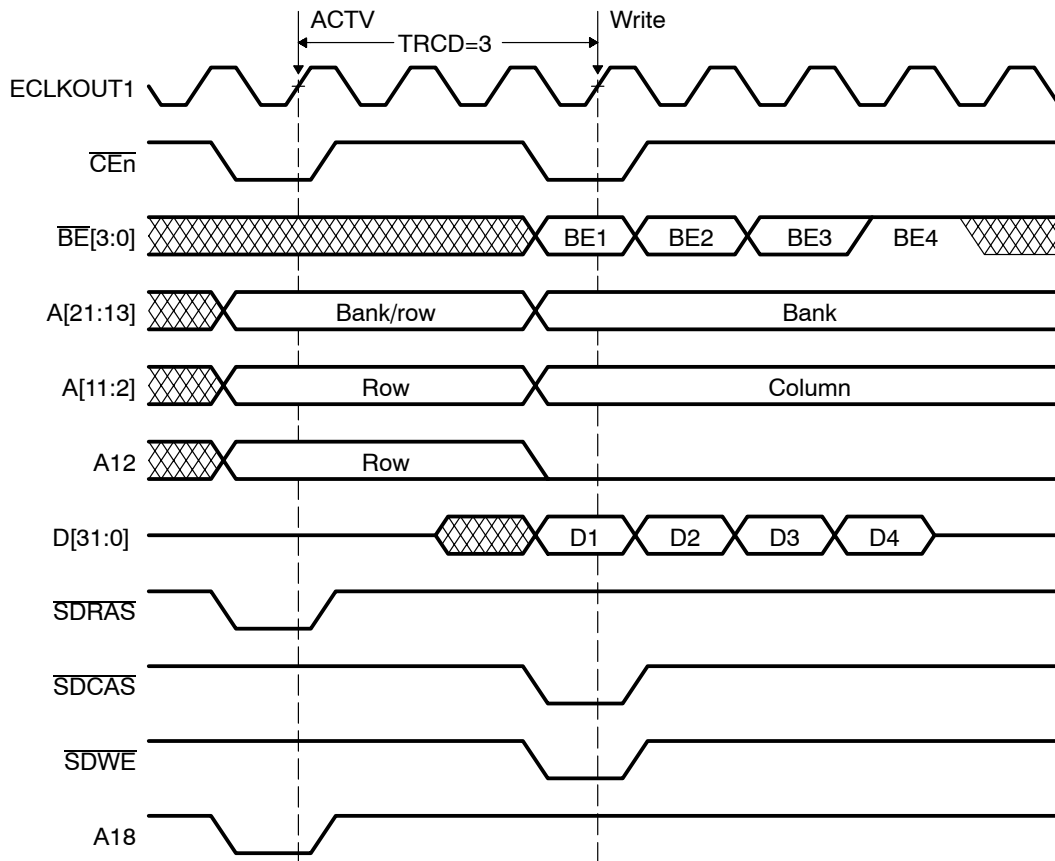 ACTV Write
TRCD=3
ECLKOUT1
CEn
BE[3:0] BE1 BE2 BE3 BE4
A[21:13] Bank/row Bank
A[11:2] Row Column
A12 Row
D[31:0] D1 D2 D3 D4
SDRAS
SDCAS
SDWE
A18